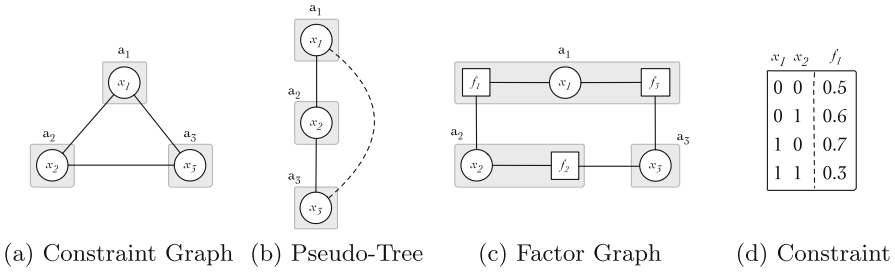 a1
x1
a2
a3
x2
x3
(a) Constraint Graph
a1
x1
a2
x2
a3
x3
(b) Pseudo-Tree
a1
f1 x1 f3
a2
a3
x2 f2 x3
(c) Factor Graph
x1 x2 f1
0 0 0.5
0 1 0.6
1 0 0.7
1 1 0.3
(d) Constraint